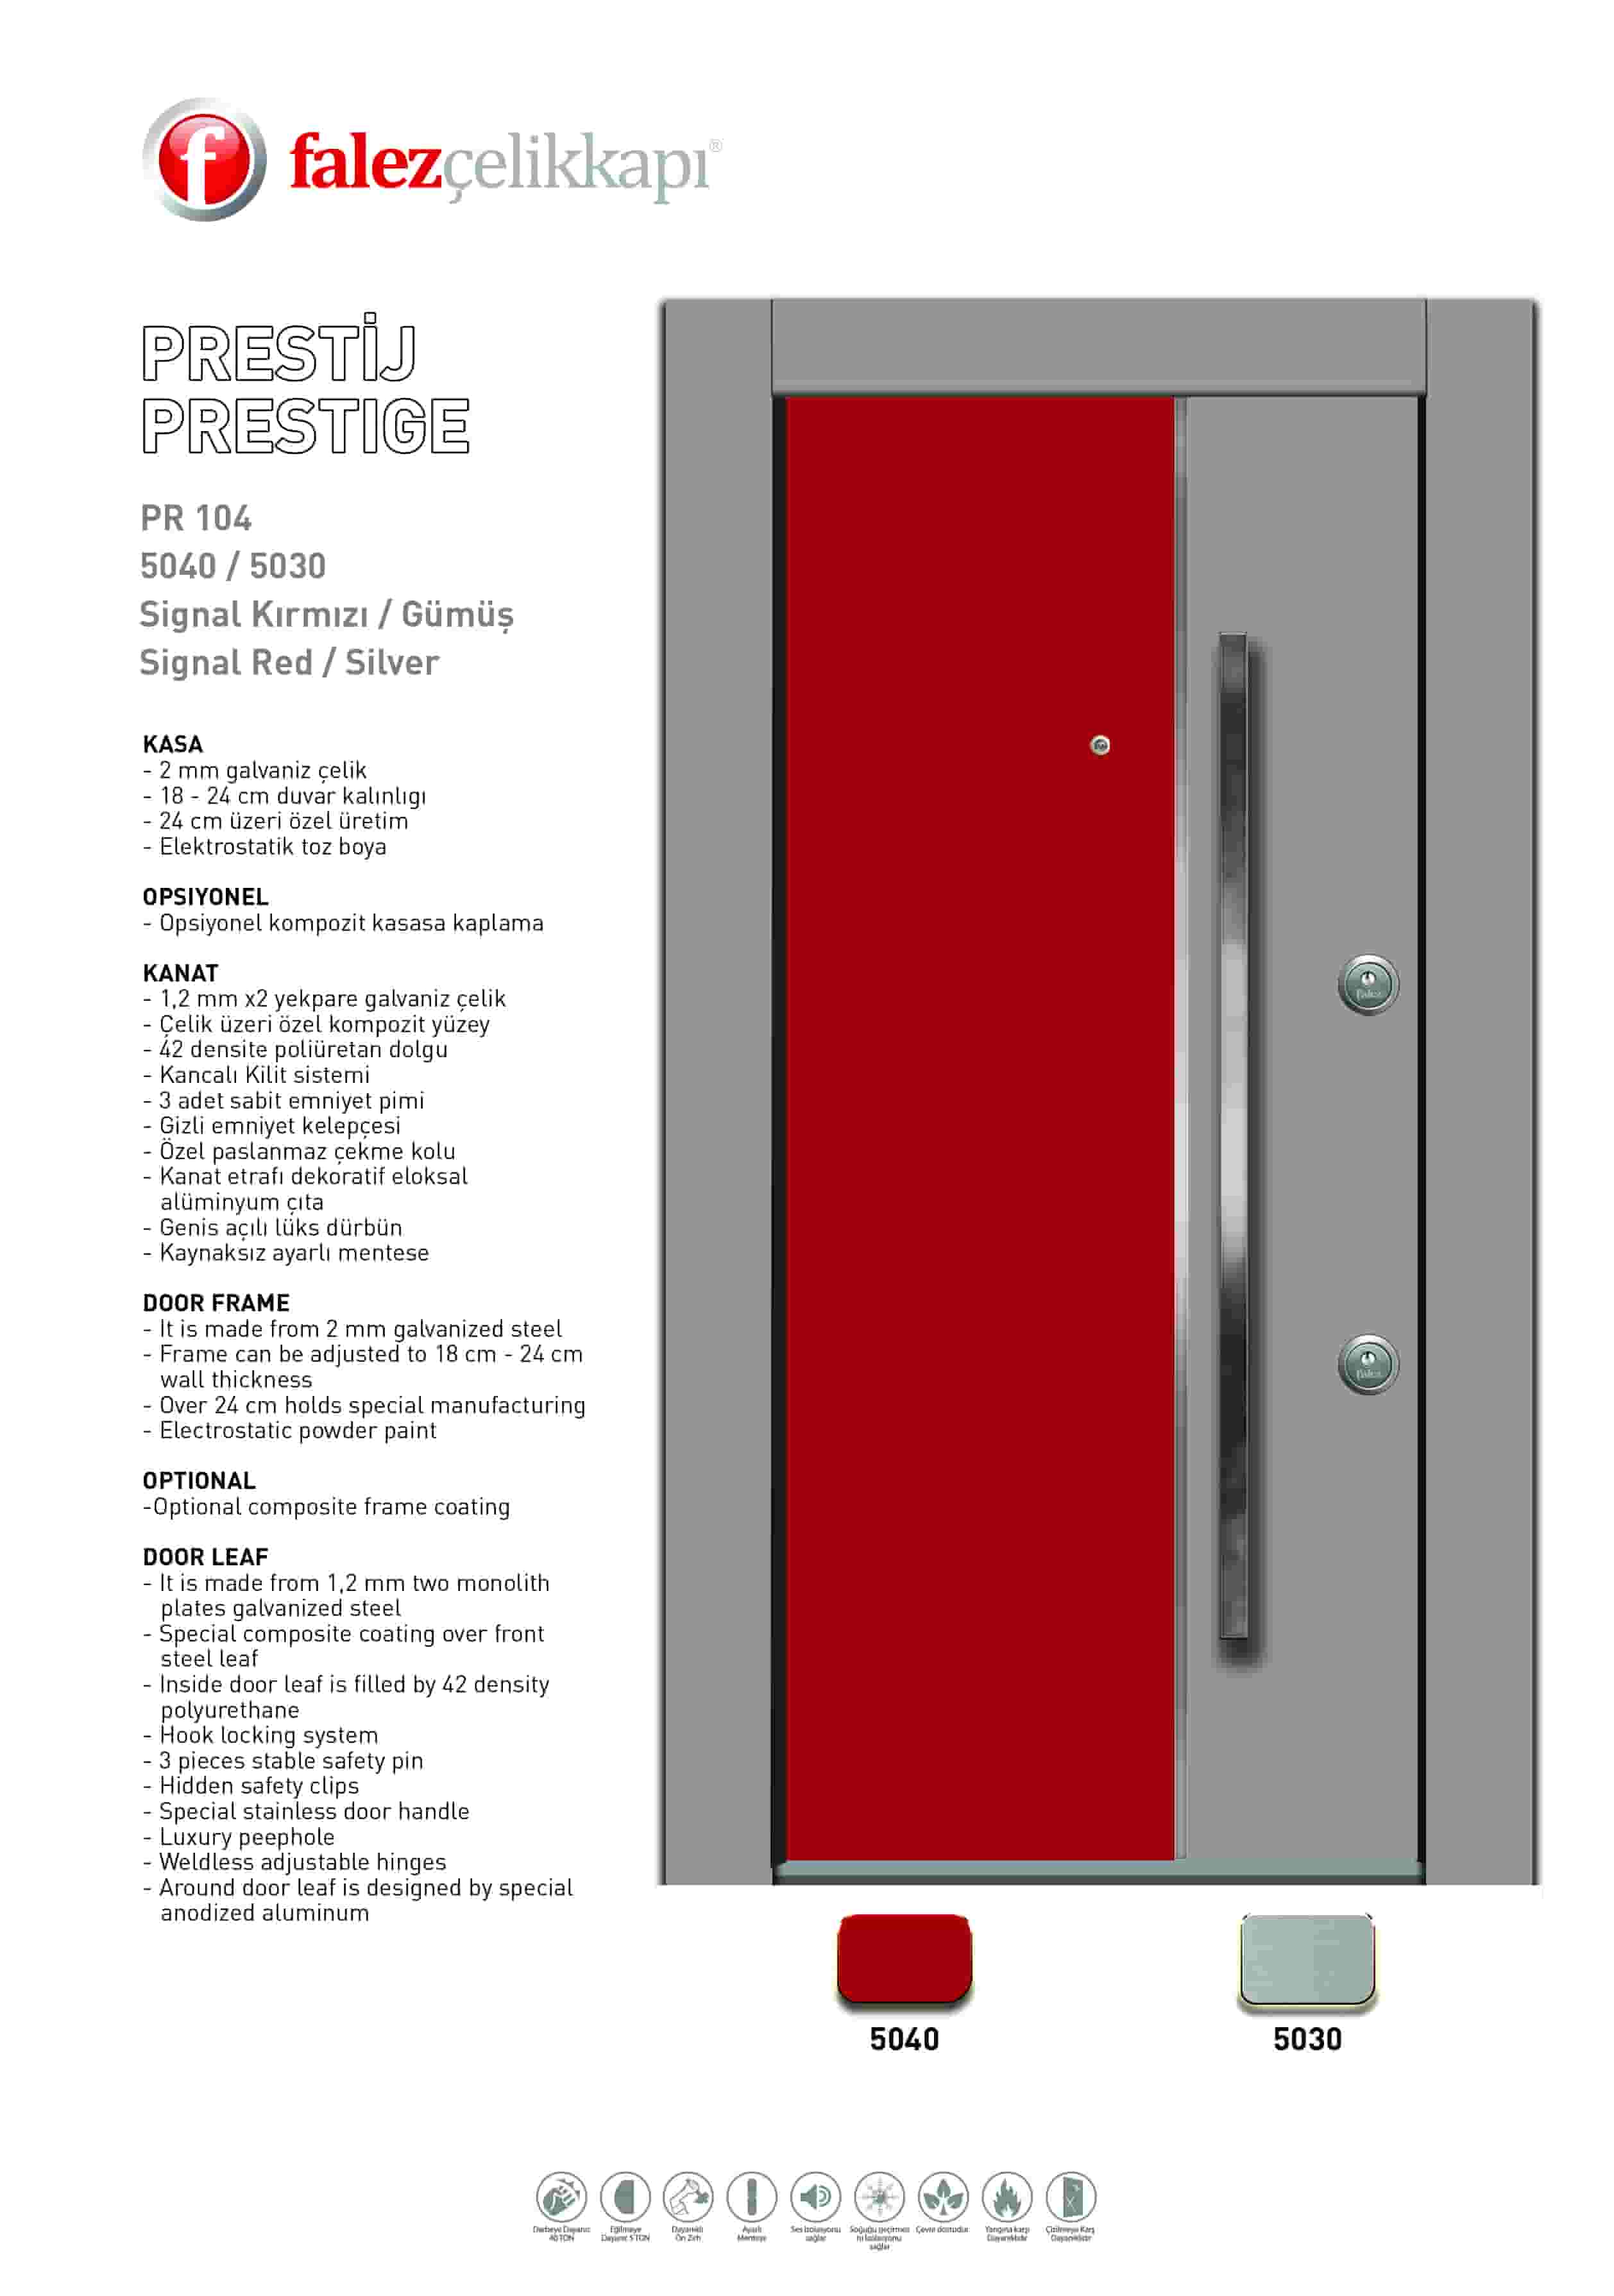 f falezçelikkapı®
PRESTİJ
PRESTIGE
PR 104
5040 / 5030
Signal Kırmızı / Gümüş
Signal Red / Silver
KASA
- 2 mm galvaniz çelik
- 18 - 24 cm duvar kalınlıgı
- 24 cm üzeri özel üretim
- Elektrostatik toz boya
OPSIYONEL
- Opsiyonel kompozit kasasa kaplama
KANAT
- 1,2 mm x2 yekpare galvaniz çelik
- Çelik üzeri özel kompozit yüzey
- 42 densite poliüretan dolgu
- Kancalı Kilit sistemi
- 3 adet sabit emniyet pimi
- Gizli emniyet kelepçesi
- Özel paslanmaz çekme kolu
- Kanat etrafı dekoratif eloksal
alüminyum çıta
- Genis açılı lüks dürbün
- Kaynaksız ayarlı mentese
DOOR FRAME
- It is made from 2 mm galvanized steel
- Frame can be adjusted to 18 cm - 24 cm
wall thickness
- Over 24 cm holds special manufacturing
- Electrostatic powder paint
OPTIONAL
-Optional composite frame coating
DOOR LEAF
- It is made from 1,2 mm two monolith
plates galvanized steel
- Special composite coating over front
steel leaf
- Inside door leaf is filled by 42 density
polyurethane
- Hook locking system
- 3 pieces stable safety pin
- Hidden safety clips
- Special stainless door handle
- Luxury peephole
- Weldless adjustable hinges
- Around door leaf is designed by special
anodized aluminum
falez
falez
5040
5030
Darbeye Dayanıc
40 TON
Eğilmeye
Dayanıc 5 TON
Dayanıklı
Ön Zırh
Ayarlı
Menteşe
Ses İzolasyonu
sağlar
Soğuğu geçirmez
Isı İzolasyonu
sağlar
Çevre dostudur
Yangına karşı
Dayanıklıdır
Çizilmeye Karş
Dayanıklıdır